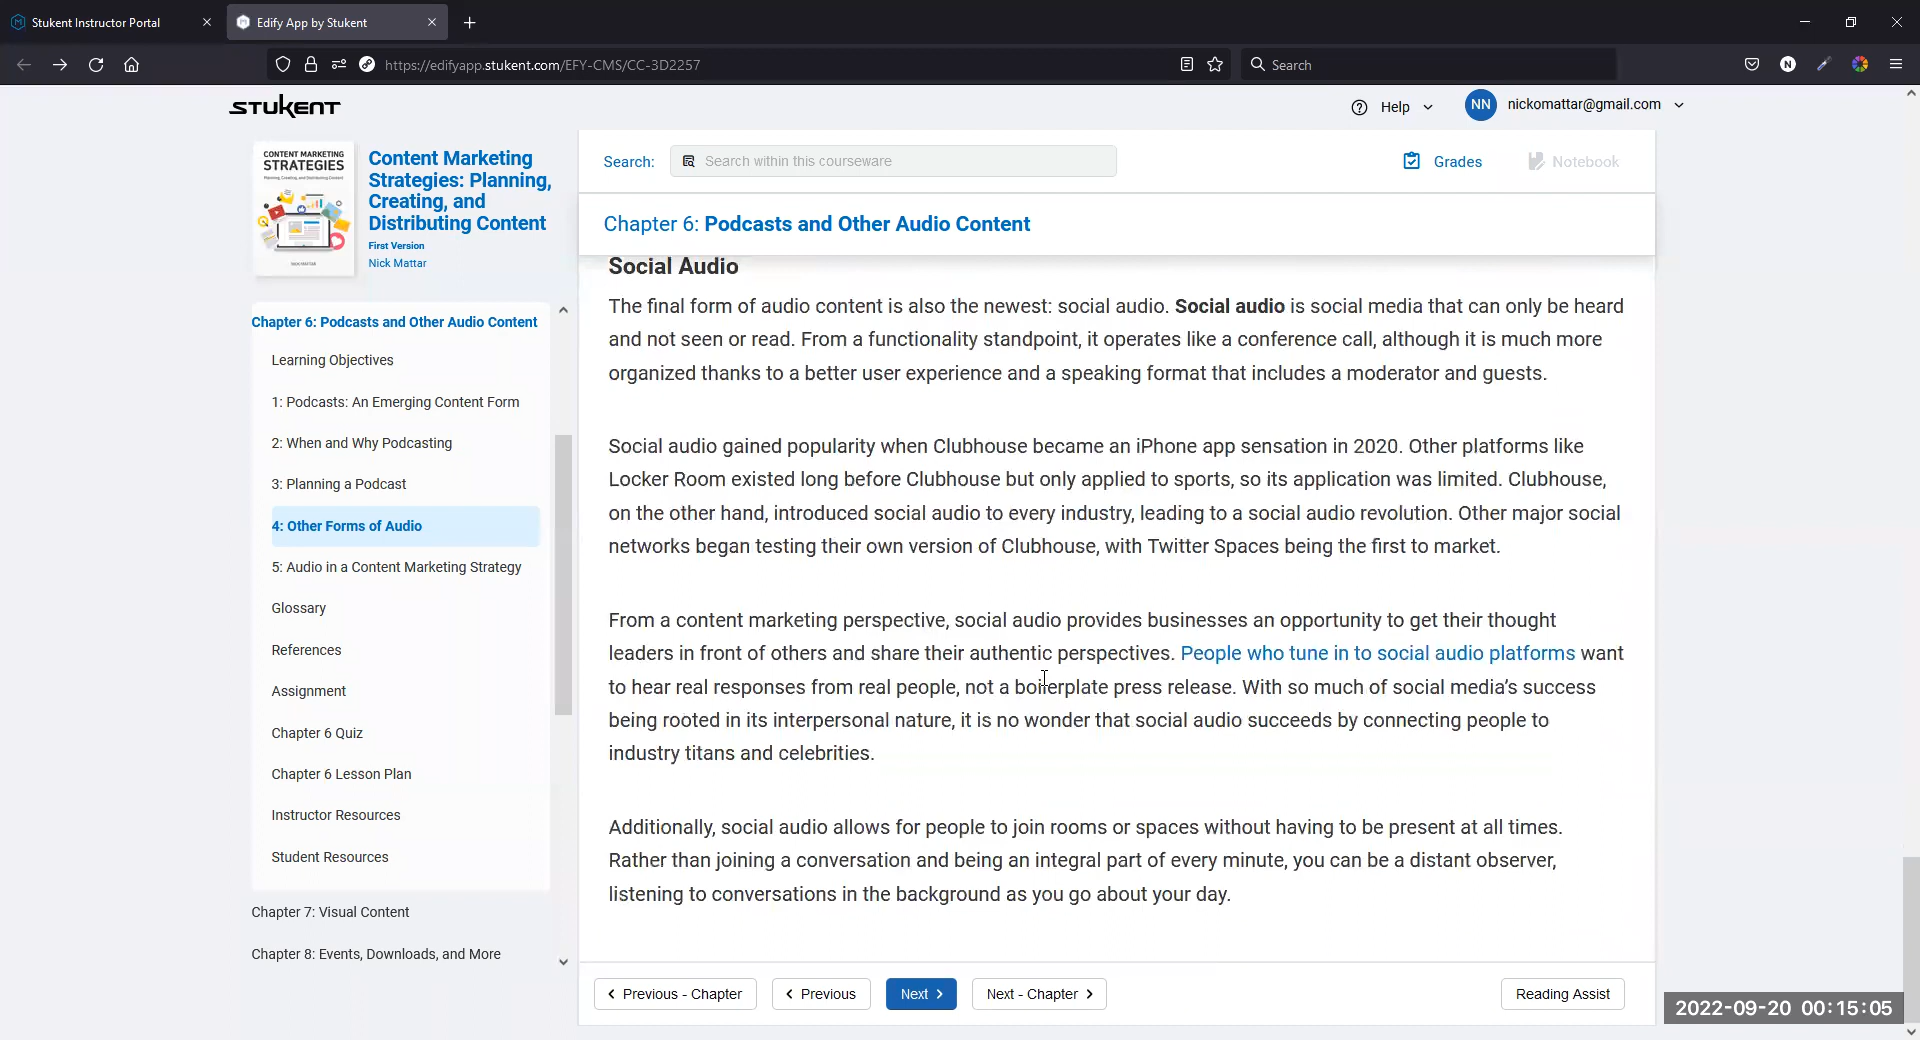 Stukent Instructor Portal
Edify App by Stukent
https://edifyapp.stukent.com/EFY-CMS/CC-3D2257
Search
N
STUKENT
Help
NN
nickomattar@gmail.com
CONTENT MARKETING
STRATEGIES
Planning, Creating, and Distributing Content
NICK MATTAR
Content Marketing
Strategies: Planning,
Creating, and
Distributing Content
First Version
Nick Mattar
Search:
Search within this courseware
Grades
Notebook
Chapter 6: Podcasts and Other Audio Content
Chapter 6: Podcasts and Other Audio Content
Learning Objectives
1: Podcasts: An Emerging Content Form
2: When and Why Podcasting
3: Planning a Podcast
4: Other Forms of Audio
5: Audio in a Content Marketing Strategy
Glossary
References
Assignment
Chapter 6 Quiz
Chapter 6 Lesson Plan
Instructor Resources
Student Resources
Chapter 7: Visual Content
Chapter 8: Events, Downloads, and More
Social Audio
The final form of audio content is also the newest: social audio. Social audio is social media that can only be heard
and not seen or read. From a functionality standpoint, it operates like a conference call, although it is much more
organized thanks to a better user experience and a speaking format that includes a moderator and guests.
Social audio gained popularity when Clubhouse became an iPhone app sensation in 2020. Other platforms like
Locker Room existed long before Clubhouse but only applied to sports, so its application was limited. Clubhouse,
on the other hand, introduced social audio to every industry, leading to a social audio revolution. Other major social
networks began testing their own version of Clubhouse, with Twitter Spaces being the first to market.
From a content marketing perspective, social audio provides businesses an opportunity to get their thought
leaders in front of others and share their authentic perspectives. People who tune in to social audio platforms want
to hear real responses from real people, not a boilerplate press release. With so much of social media's success
being rooted in its interpersonal nature, it is no wonder that social audio succeeds by connecting people to
industry titans and celebrities.
Additionally, social audio allows for people to join rooms or spaces without having to be present at all times.
Rather than joining a conversation and being an integral part of every minute, you can be a distant observer,
listening to conversations in the background as you go about your day.
Previous - Chapter
Previous
Next
Next - Chapter
Reading Assist
2022-09-20 00:15:05